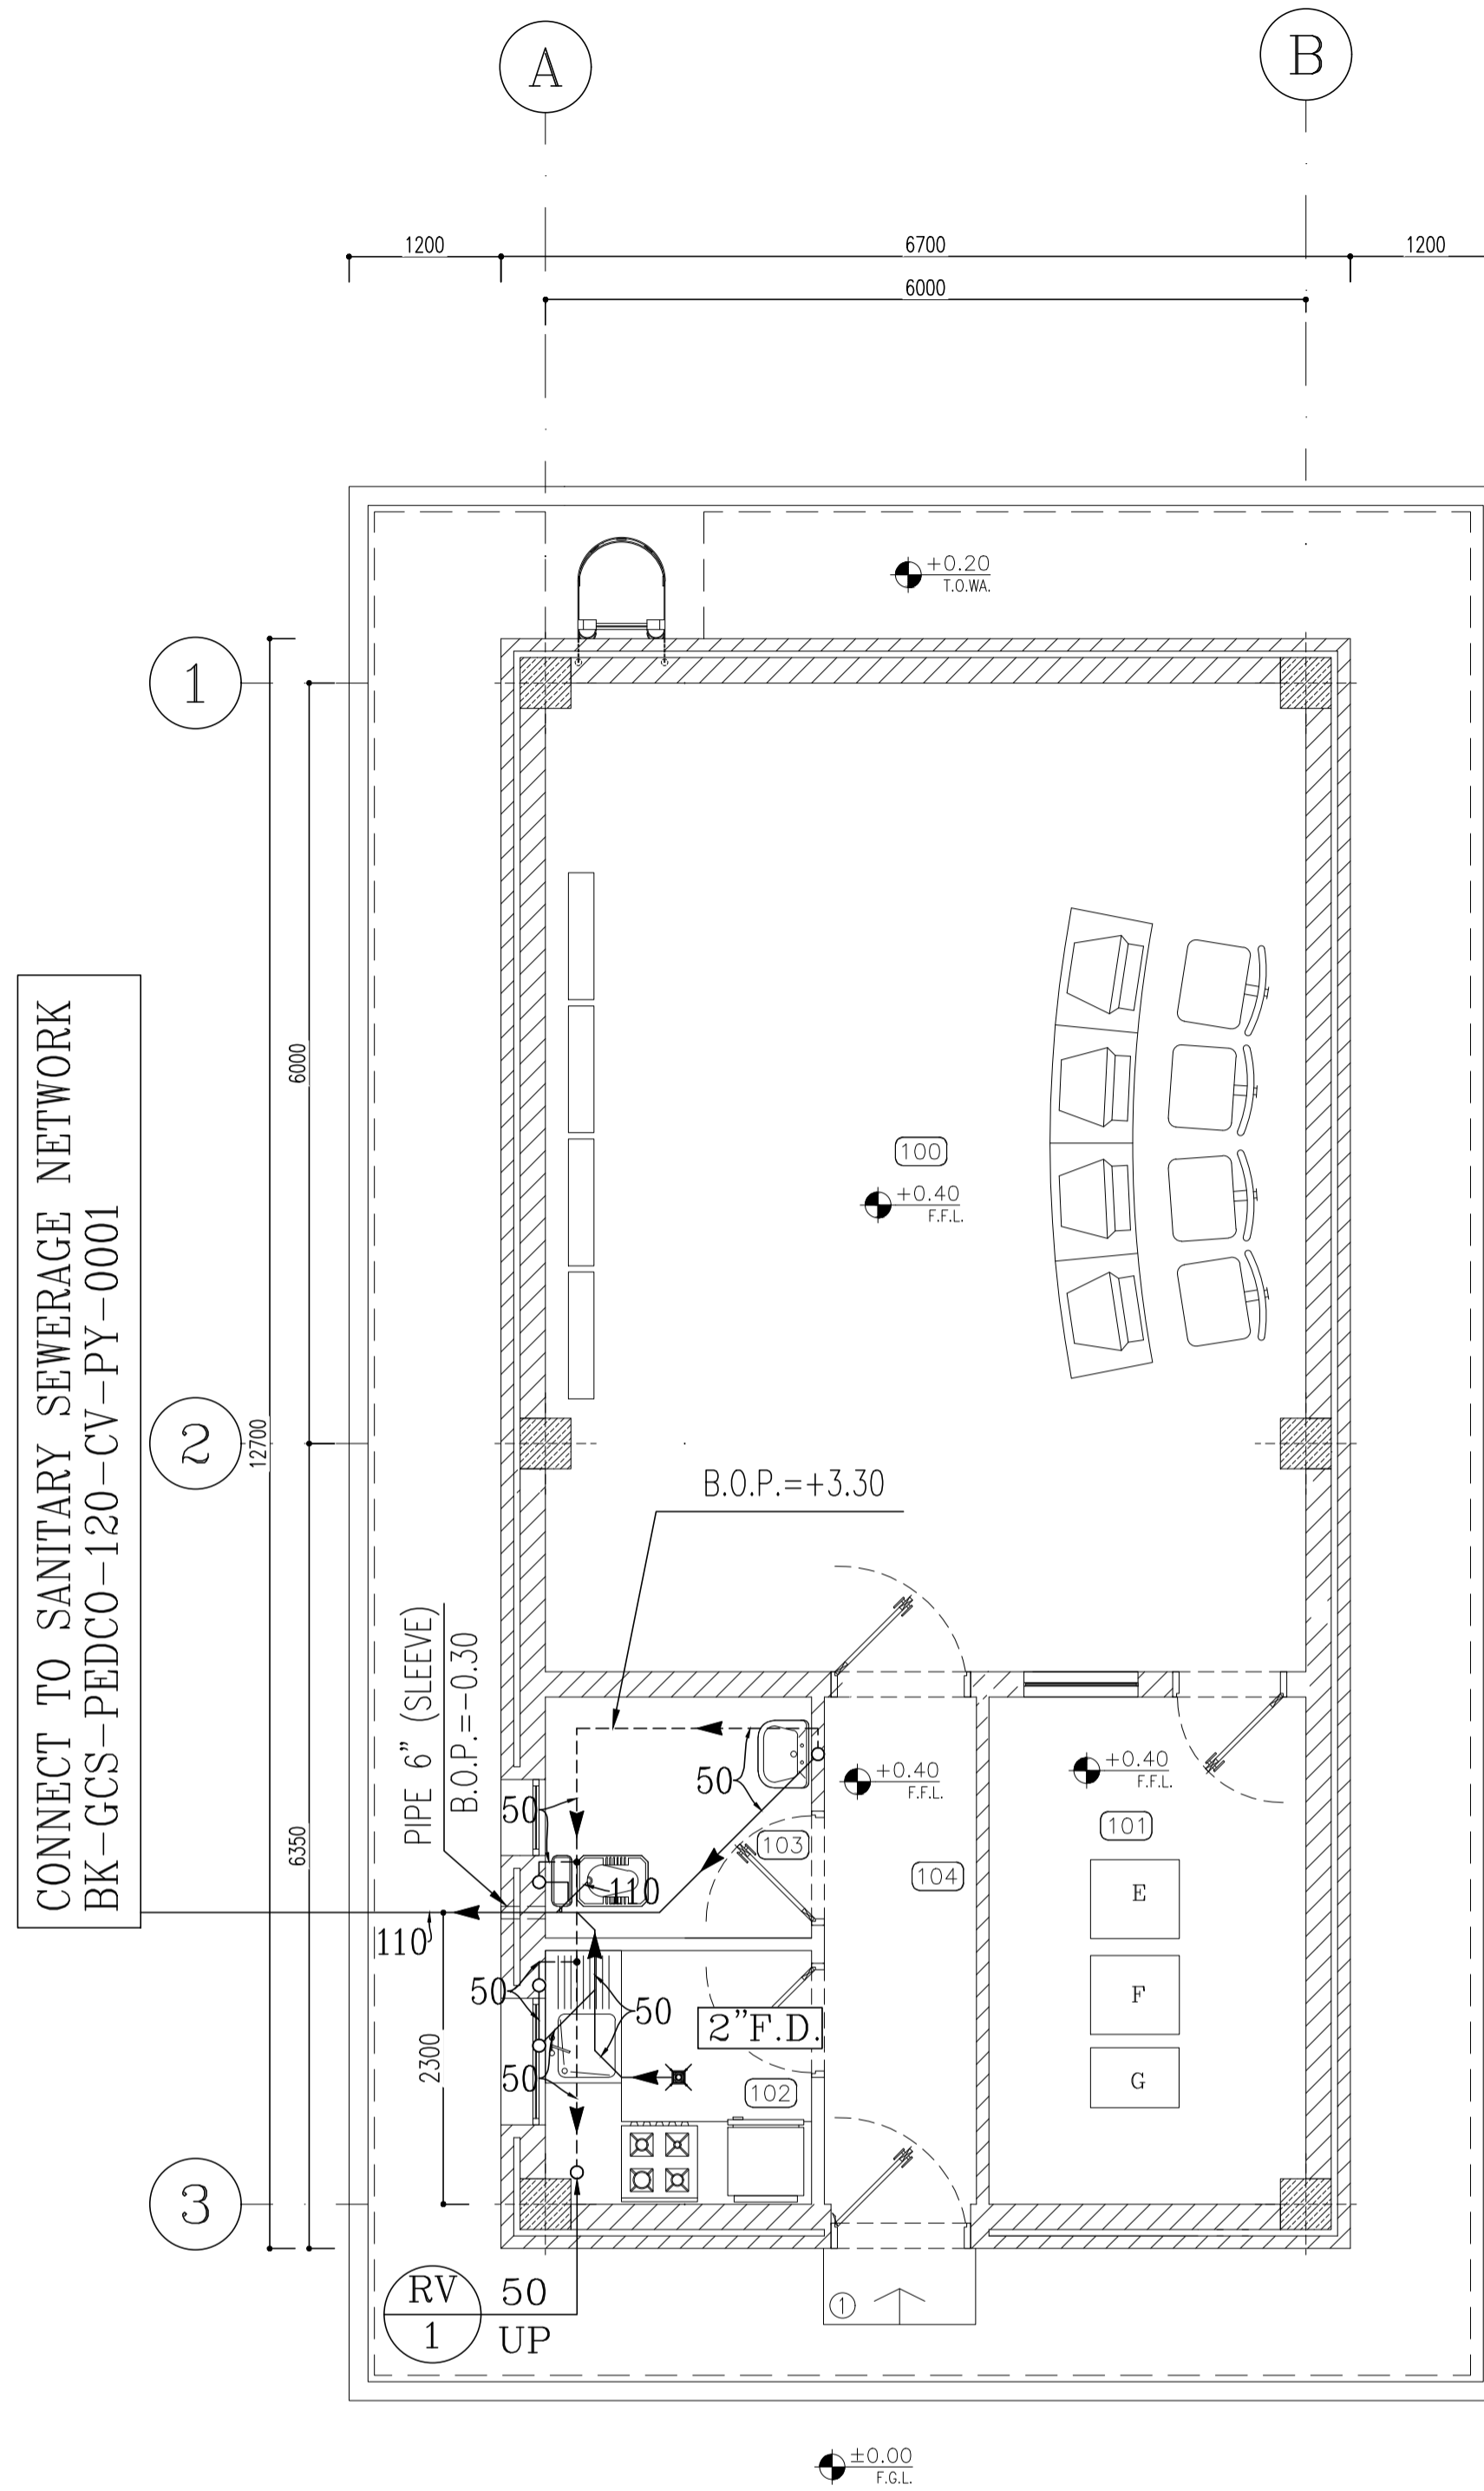 A
B
1200
6700
1200
6000
+0.20
T.O.WA.
1
6000
CONNECT TO SANITARY SEWERAGE NETWORK
BK-GCS-PEDCO-120-CV-PY-0001
100
+0.40
F.F.L.
2
12700
B.O.P.=+3.30
PIPE 6" (SLEEVE)
B.O.P.=-0.30
50
50
+0.40
F.F.L.
+0.40
F.F.L.
101
103
6350
104
110
110
E
50
50
F
2"F.D.
2300
50
102
G
3
RV
1
50
UP
1
±0.00
F.G.L.